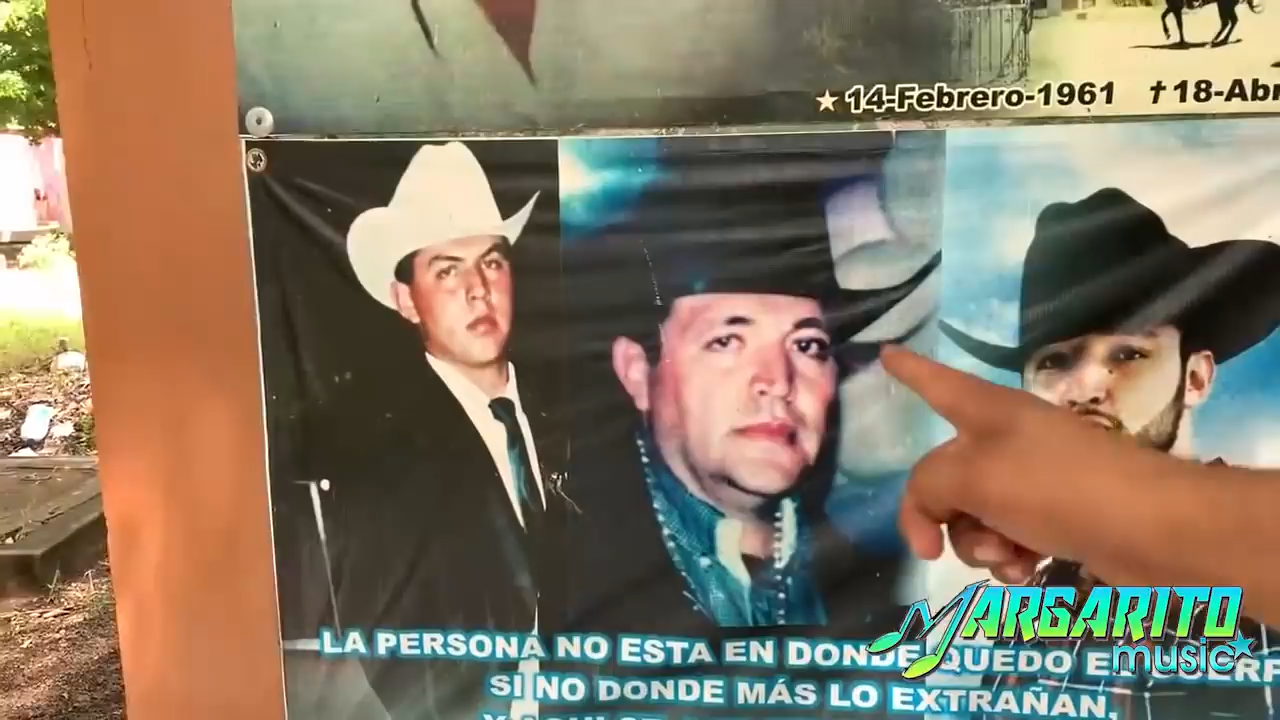 ★14-Febrero-1961 ✝18-Abr
LA PERSONA NO ESTA EN DONDE QUEDO
SI NO DONDE MÁS LO EXTRAÑAN,
MARGARITO
music